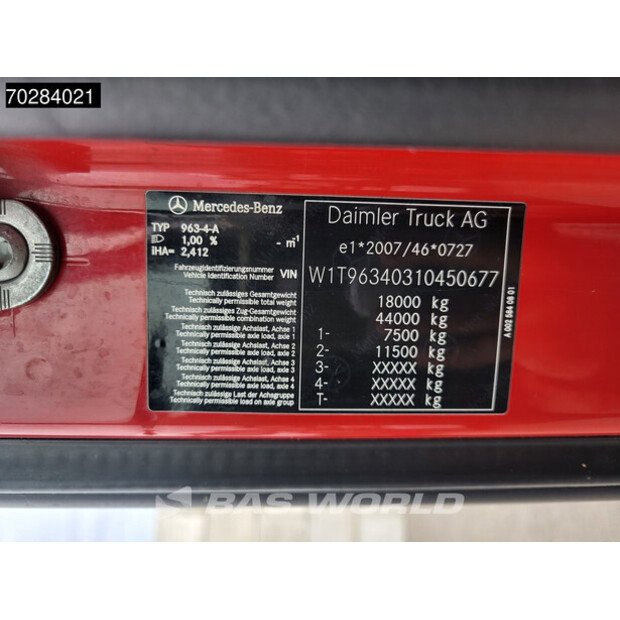 70284021
Mercedes-Benz
TYP 963-4-A
1,00 % - m¹
iHA= 2,412
Fahrzeugidentifizierungsnummer
Vehicle Identification Number VIN
Technisch zulässiges Gesamtgewicht
Technically permissible total weight
Technisch zulässiges Zug-Gesamtgewicht
Technically permissible combination weight
Technisch zulässige Achslast, Achse 1
Technically permissible axle load, axle 1
Technisch zulässige Achslast, Achse 2
Technically permissible axle load, axle 2
Technisch zulässige Achslast, Achse 3
Technically permissible axle load, axle 3
Technisch zulässige Achslast, Achse 4
Technically permissible axle load, axle 4
Technisch zulässige Last der Achsgruppe
Technically permissible load on axle group
Daimler Truck AG
e1*2007/46*0727
W1T96340310450677
18000 kg
44000 kg
1- 7500 kg
2- 11500 kg
3- XXXXX kg
4- XXXXX kg
T- XXXXX kg
A 002 584 08 01
BAS WORLD